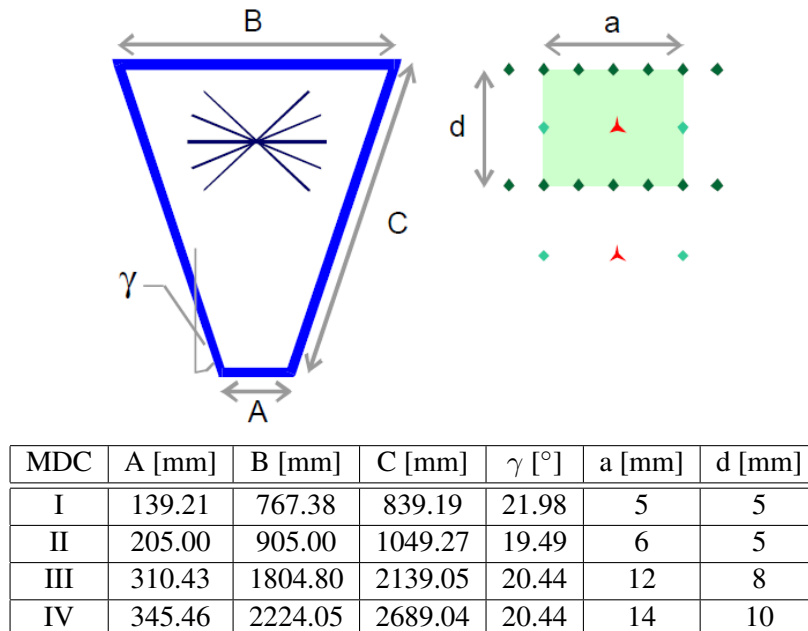 B
a
d
C
γ
A
MDC A [mm] B [mm] C [mm] γ [°] a [mm] d [mm]
I 139.21 767.38 839.19 21.98 5 5
II 205.00 905.00 1049.27 19.49 6 5
III 310.43 1804.80 2139.05 20.44 12 8
IV 345.46 2224.05 2689.04 20.44 14 10